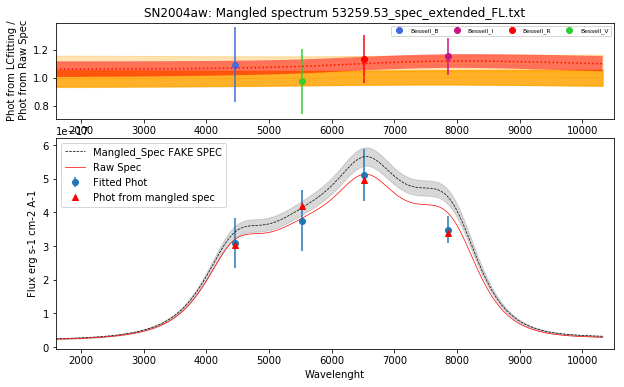 SN2004aw: Mangled spectrum 53259.53_spec_extended_FL.txt
Phot from LCfitting /
Phot from Raw Spec
1.2
1.0
0.8
Bessell_B
Bessell_I
Bessell_R
Bessell_V
2000 3000 4000 5000 6000 7000 8000 9000 10000
1e−17
Flux erg s-1 cm-2 A-1
6
5
4
3
2
1
0
Mangled_Spec FAKE SPEC
Raw Spec
Fitted Phot
Phot from mangled spec
2000 3000 4000 5000 6000 7000 8000 9000 10000
Wavelenght